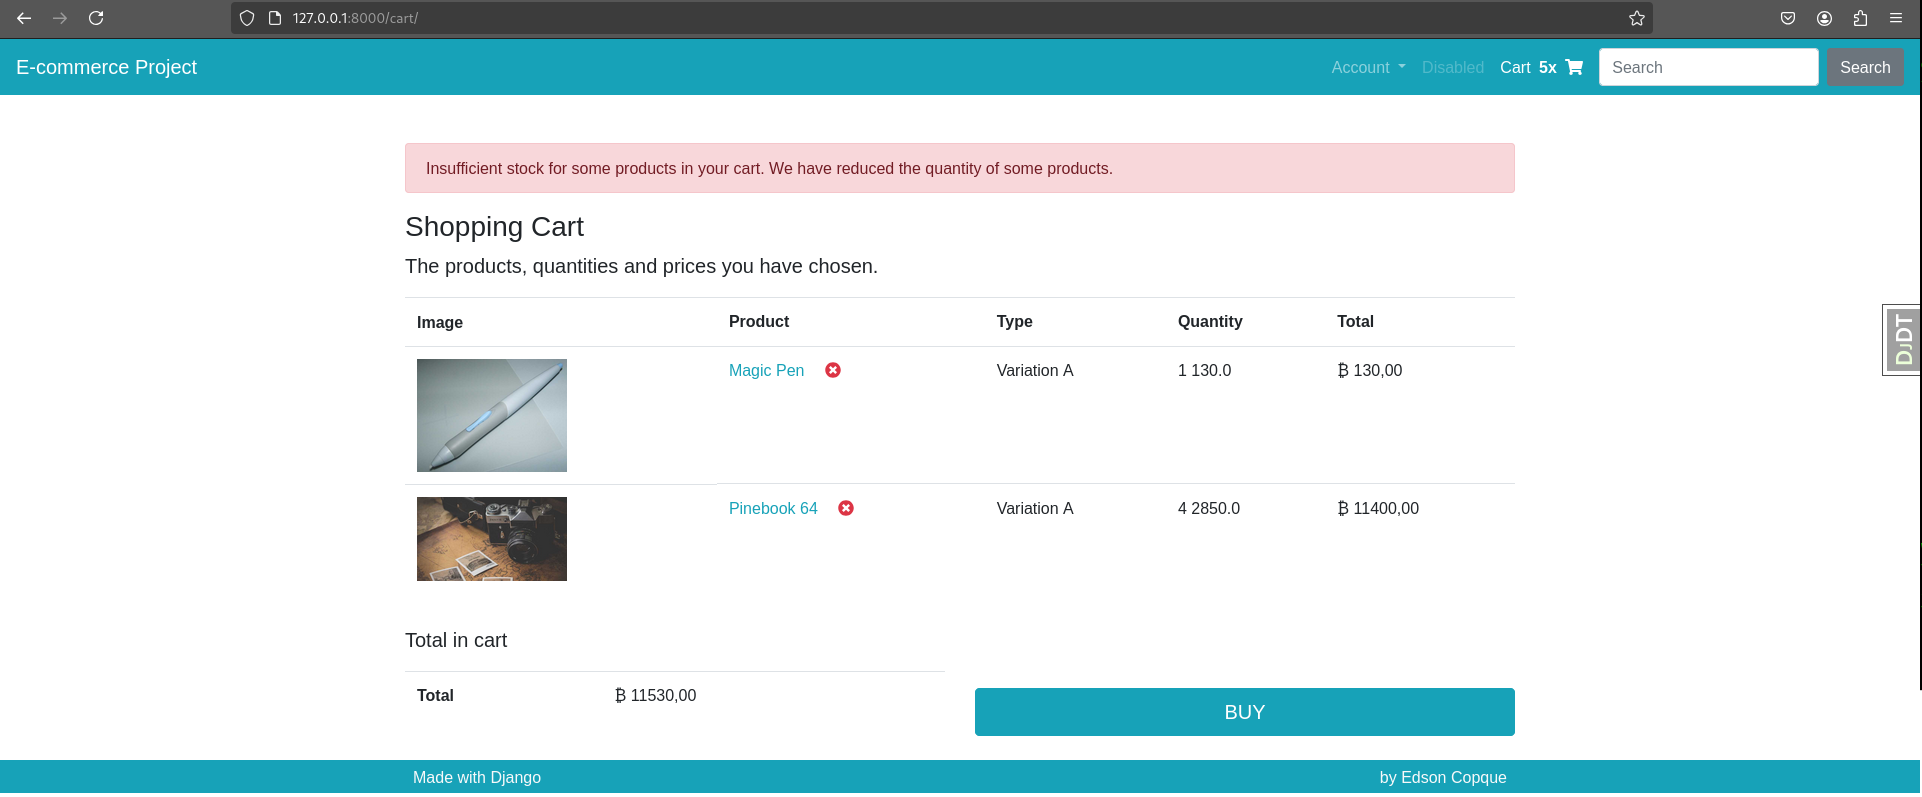 127.0.0.1:8000/cart/
E-commerce Project
Account
Disabled
Cart 5x
Search
Search
Insufficient stock for some products in your cart. We have reduced the quantity of some products.
Shopping Cart
The products, quantities and prices you have chosen.
Image Product Type Quantity Total
Magic Pen Variation A 1 130.0 ₿ 130,00
Pinebook 64 Variation A 4 2850.0 ₿ 11400,00
DJDT
Total in cart
Total ₿ 11530,00
BUY
Made with Django
by Edson Copque